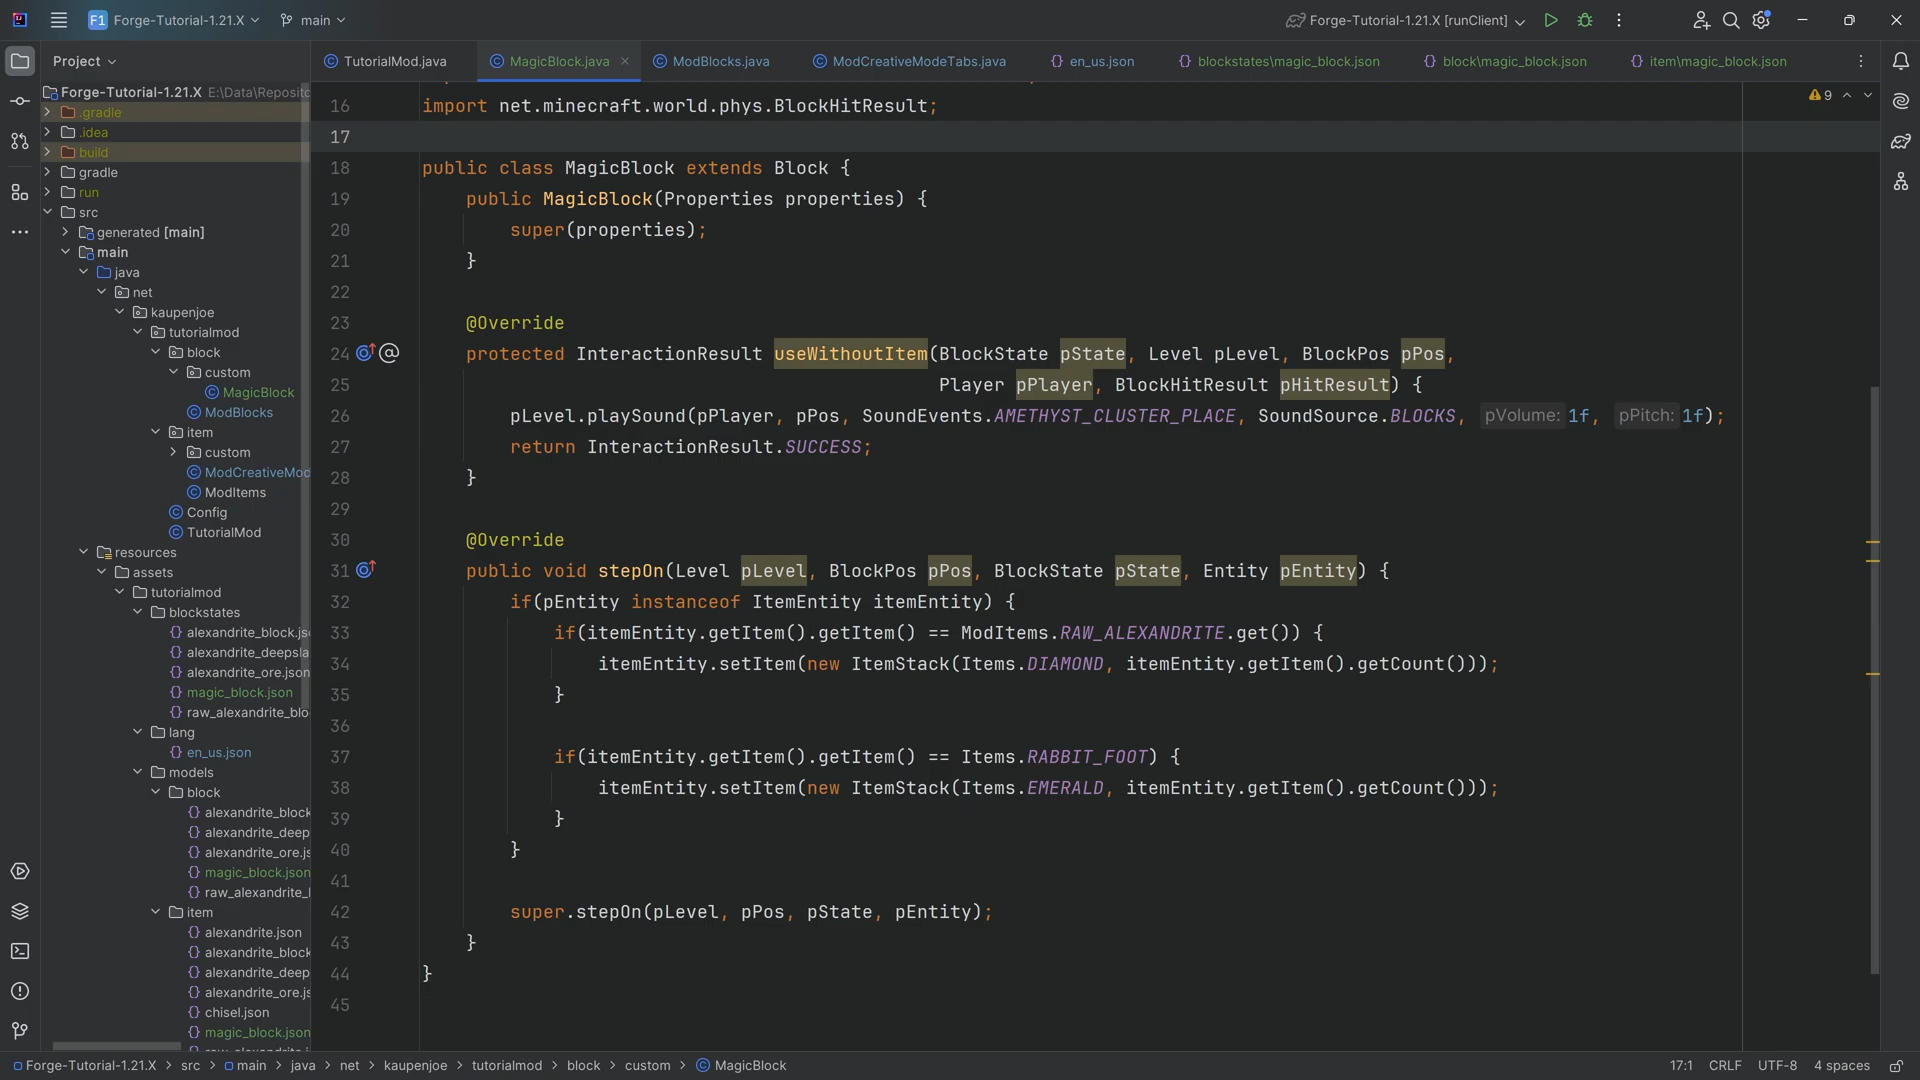 F1 Forge-Tutorial-1.21.X main Forge-Tutorial-1.21.X [runClient]
Project
TutorialMod.java MagicBlock.java ModBlocks.java ModCreativeModeTabs.java en_us.json blockstates\magic_block.json block\magic_block.json item\magic_block.json
Forge-Tutorial-1.21.X E:\Data\Reposito
.gradle
.idea
build
gradle
run
src
generated [main]
main
java
net
kaupenjoe
tutorialmod
block
custom
MagicBlock
ModBlocks
item
custom
ModCreativeMod
ModItems
Config
TutorialMod
resources
assets
tutorialmod
blockstates
alexandrite_block.js
alexandrite_deepsla
alexandrite_ore.json
magic_block.json
raw_alexandrite_blo
lang
en_us.json
models
block
alexandrite_block
alexandrite_deep
alexandrite_ore.js
magic_block.json
raw_alexandrite_
item
alexandrite.json
alexandrite_block
alexandrite_deep
alexandrite_ore.js
chisel.json
magic_block.json
9
16 import net.minecraft.world.phys.BlockHitResult;
17
18 public class MagicBlock extends Block {
19 public MagicBlock(Properties properties) {
20 super(properties);
21 }
22
23 @Override
24 protected InteractionResult useWithoutItem(BlockState pState, Level pLevel, BlockPos pPos,
25 Player pPlayer, BlockHitResult pHitResult) {
26 pLevel.playSound(pPlayer, pPos, SoundEvents.AMETHYST_CLUSTER_PLACE, SoundSource.BLOCKS, pVolume: 1f, pPitch: 1f);
27 return InteractionResult.SUCCESS;
28 }
29
30 @Override
31 public void stepOn(Level pLevel, BlockPos pPos, BlockState pState, Entity pEntity) {
32 if(pEntity instanceof ItemEntity itemEntity) {
33 if(itemEntity.getItem().getItem() == ModItems.RAW_ALEXANDRITE.get()) {
34 itemEntity.setItem(new ItemStack(Items.DIAMOND, itemEntity.getItem().getCount()));
35 }
36
37 if(itemEntity.getItem().getItem() == Items.RABBIT_FOOT) {
38 itemEntity.setItem(new ItemStack(Items.EMERALD, itemEntity.getItem().getCount()));
39 }
40 }
41
42 super.stepOn(pLevel, pPos, pState, pEntity);
43 }
44 }
45
Forge-Tutorial-1.21.X > src > main > java > net > kaupenjoe > tutorialmod > block > custom > MagicBlock 17:1 CRLF UTF-8 4 spaces